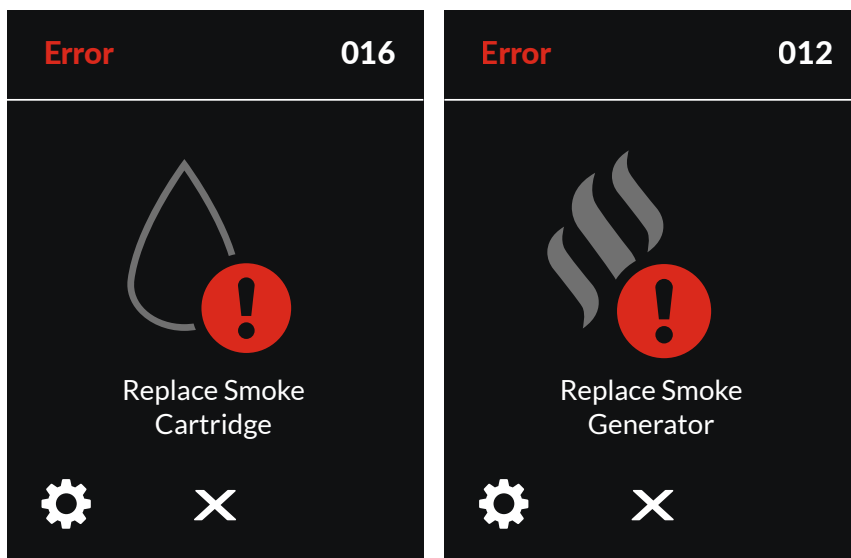 Error 016
Replace Smoke
Cartridge
Error 012
Replace Smoke
Generator